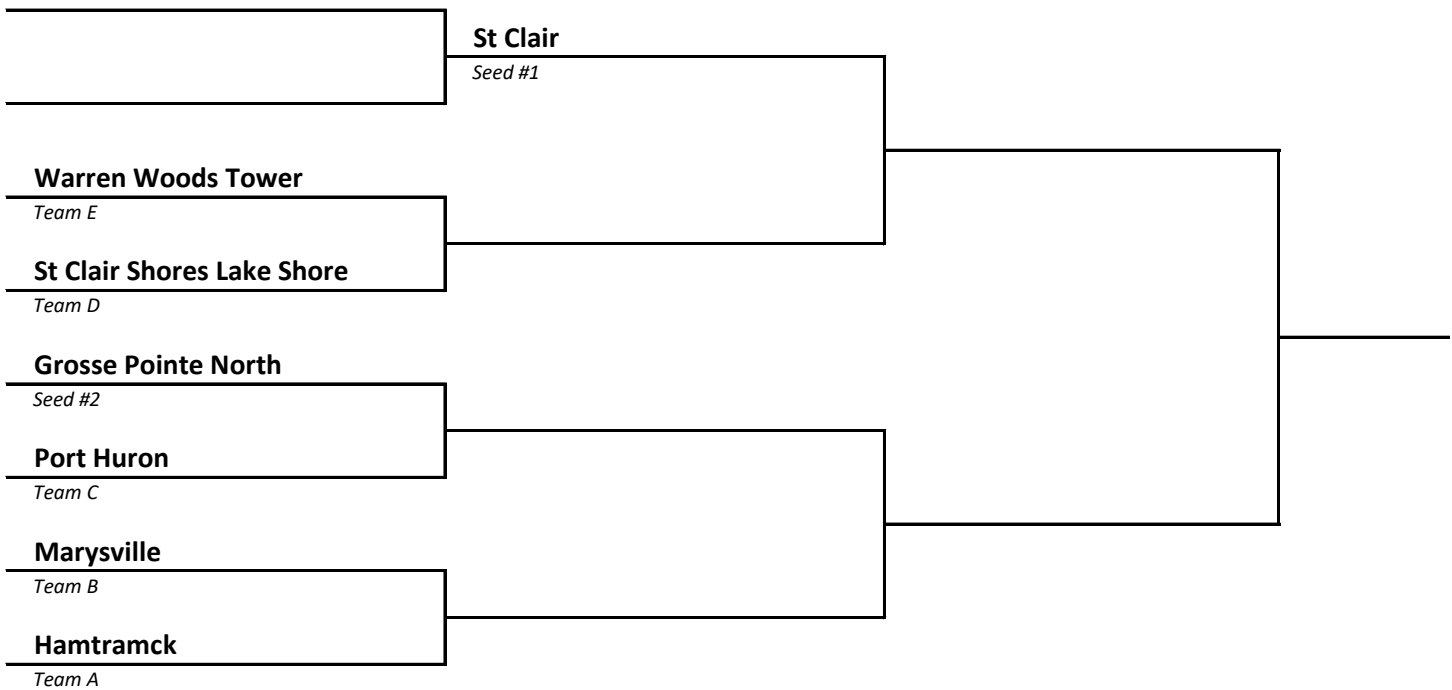 St Clair
Seed #1
Warren Woods Tower
Team E
St Clair Shores Lake Shore
Team D
Grosse Pointe North
Seed #2
Port Huron
Team C
Marysville
Team B
Hamtramck
Team A